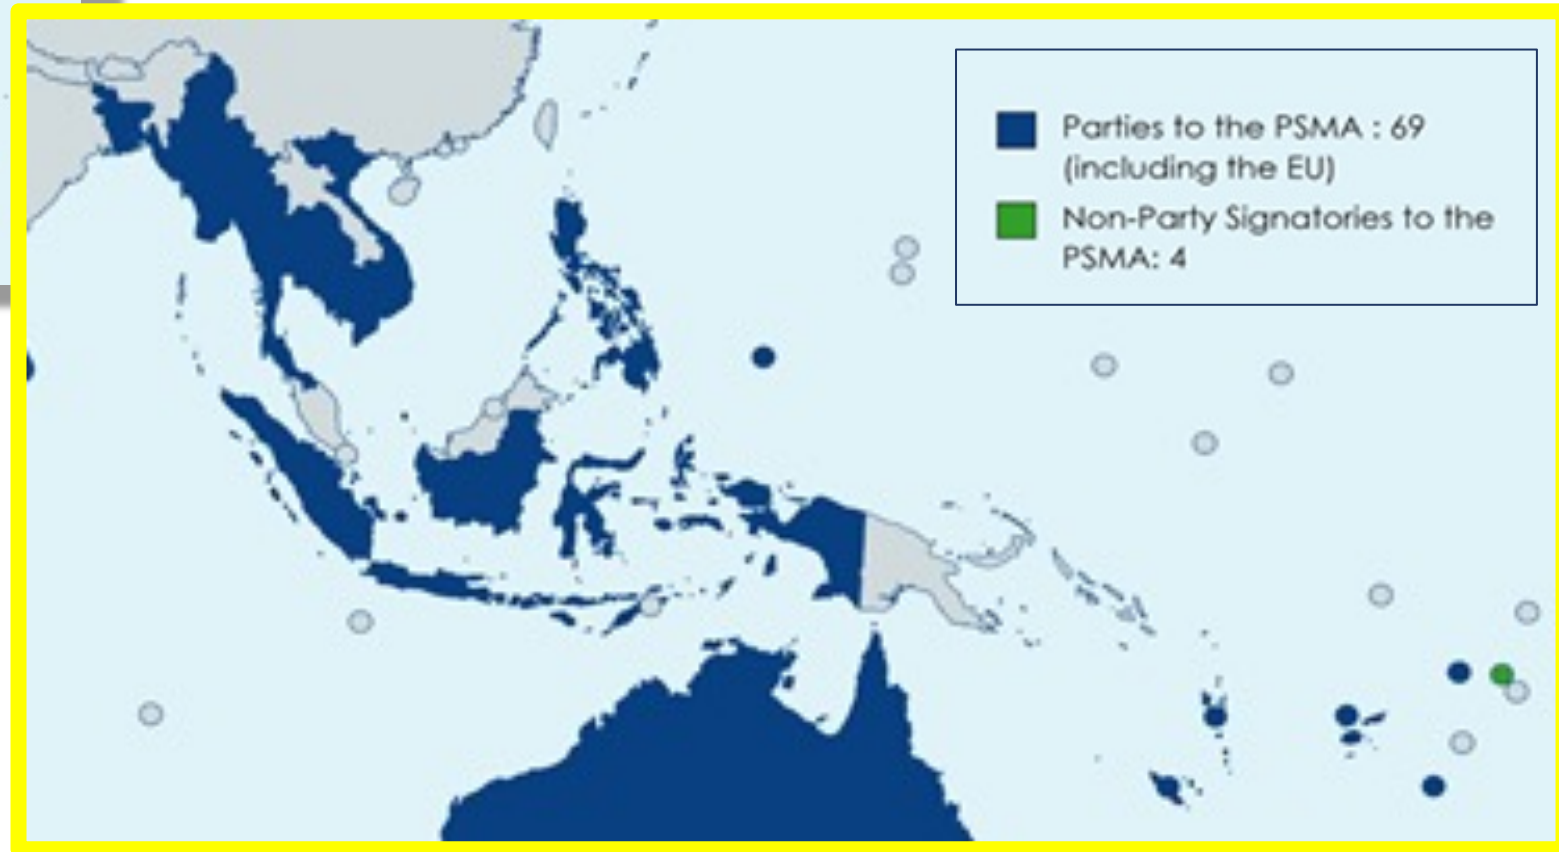 Parties to the PSMA : 69
(including the EU)
Non-Party Signatories to the
PSMA: 4